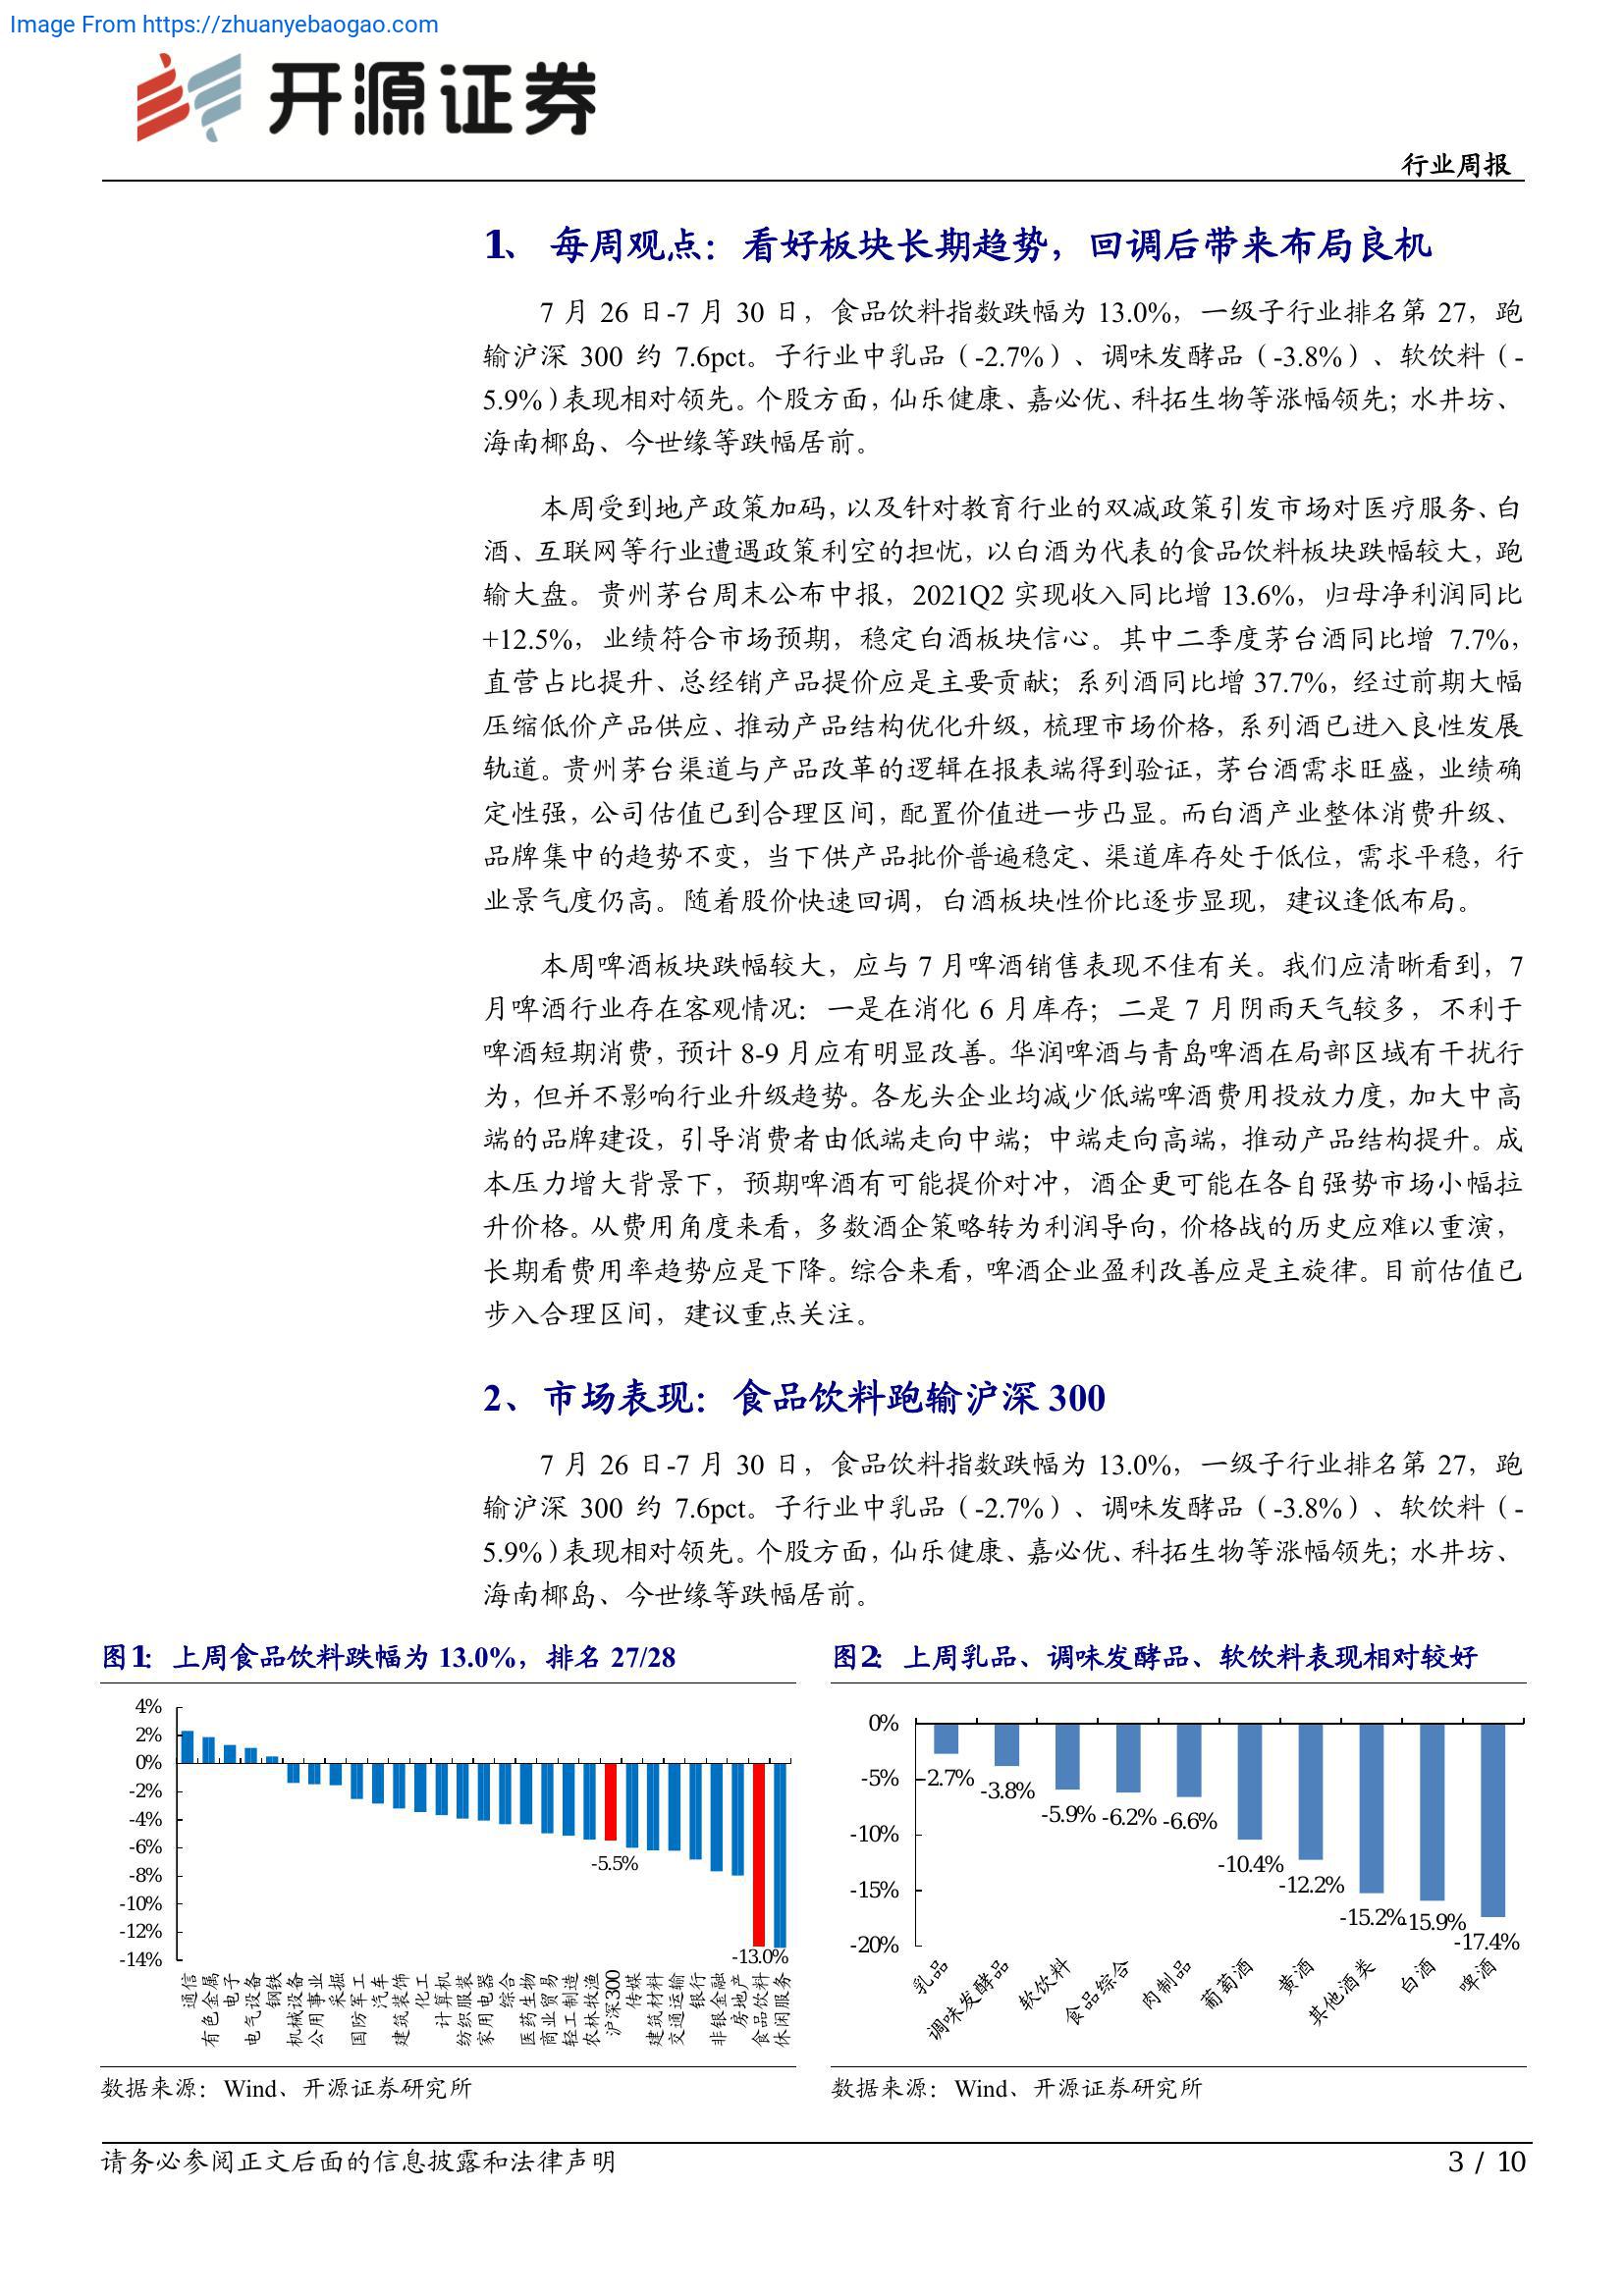 Image From https://zhuanyebaogao.com
开源证券
行业周报
1、 每周观点：看好板块长期趋势，回调后带来布局良机
7 月 26 日-7 月 30 日，食品饮料指数跌幅为 13.0%，一级子行业排名第 27，跑
输沪深 300 约 7.6pct。子行业中乳品（-2.7%）、调味发酵品（-3.8%）、软饮料（-
5.9%）表现相对领先。个股方面，仙乐健康、嘉必优、科拓生物等涨幅领先；水井坊、
海南椰岛、今世缘等跌幅居前。
本周受到地产政策加码，以及针对教育行业的双减政策引发市场对医疗服务、白
酒、互联网等行业遭遇政策利空的担忧，以白酒为代表的食品饮料板块跌幅较大，跑
输大盘。贵州茅台周末公布中报，2021Q2 实现收入同比增 13.6%，归母净利润同比
+12.5%，业绩符合市场预期，稳定白酒板块信心。其中二季度茅台酒同比增 7.7%，
直营占比提升、总经销产品提价应是主要贡献；系列酒同比增 37.7%，经过前期大幅
压缩低价产品供应、推动产品结构优化升级，梳理市场价格，系列酒已进入良性发展
轨道。贵州茅台渠道与产品改革的逻辑在报表端得到验证，茅台酒需求旺盛，业绩确
定性强，公司估值已到合理区间，配置价值进一步凸显。而白酒产业整体消费升级、
品牌集中的趋势不变，当下供产品批价普遍稳定、渠道库存处于低位，需求平稳，行
业景气度仍高。随着股价快速回调，白酒板块性价比逐步显现，建议逢低布局。
本周啤酒板块跌幅较大，应与 7 月啤酒销售表现不佳有关。我们应清晰看到，7
月啤酒行业存在客观情况：一是在消化 6 月库存；二是 7 月阴雨天气较多，不利于
啤酒短期消费，预计 8-9 月应有明显改善。华润啤酒与青岛啤酒在局部区域有干扰行
为，但并不影响行业升级趋势。各龙头企业均减少低端啤酒费用投放力度，加大中高
端的品牌建设，引导消费者由低端走向中端；中端走向高端，推动产品结构提升。成
本压力增大背景下，预期啤酒有可能提价对冲，酒企更可能在各自强势市场小幅拉
升价格。从费用角度来看，多数酒企策略转为利润导向，价格战的历史应难以重演，
长期看费用率趋势应是下降。综合来看，啤酒企业盈利改善应是主旋律。目前估值已
步入合理区间，建议重点关注。
2、市场表现：食品饮料跑输沪深 300
7 月 26 日-7 月 30 日，食品饮料指数跌幅为 13.0%，一级子行业排名第 27，跑
输沪深 300 约 7.6pct。子行业中乳品（-2.7%）、调味发酵品（-3.8%）、软饮料（-
5.9%）表现相对领先。个股方面，仙乐健康、嘉必优、科拓生物等涨幅领先；水井坊、
海南椰岛、今世缘等跌幅居前。
图1：上周食品饮料跌幅为 13.0%，排名 27/28
4%
2%
0%
-2%
-4%
-6%
-8%
-10%
-12%
-14%
-5.5%
-13.0%
通信
有色金属
电子
电气设备
钢铁
机械设备
公用事业
采掘
国防军工
汽车
建筑装饰
化工
计算机
纺织服装
家用电器
综合
医药生物
商业贸易
轻工制造
农林牧渔
沪深300
传媒
建筑材料
交通运输
银行
非银金融
房地产
食品饮料
休闲服务
数据来源：Wind、开源证券研究所
图2：上周乳品、调味发酵品、软饮料表现相对较好
0%
-5%
-10%
-15%
-20%
-2.7%
-3.8%
-5.9%
-6.2%
-6.6%
-10.4%
-12.2%
-15.2%
-15.9%
-17.4%
乳品
调味发酵品
软饮料
食品综合
肉制品
葡萄酒
黄酒
其他酒类
白酒
啤酒
数据来源：Wind、开源证券研究所
请务必参阅正文后面的信息披露和法律声明
3 / 10